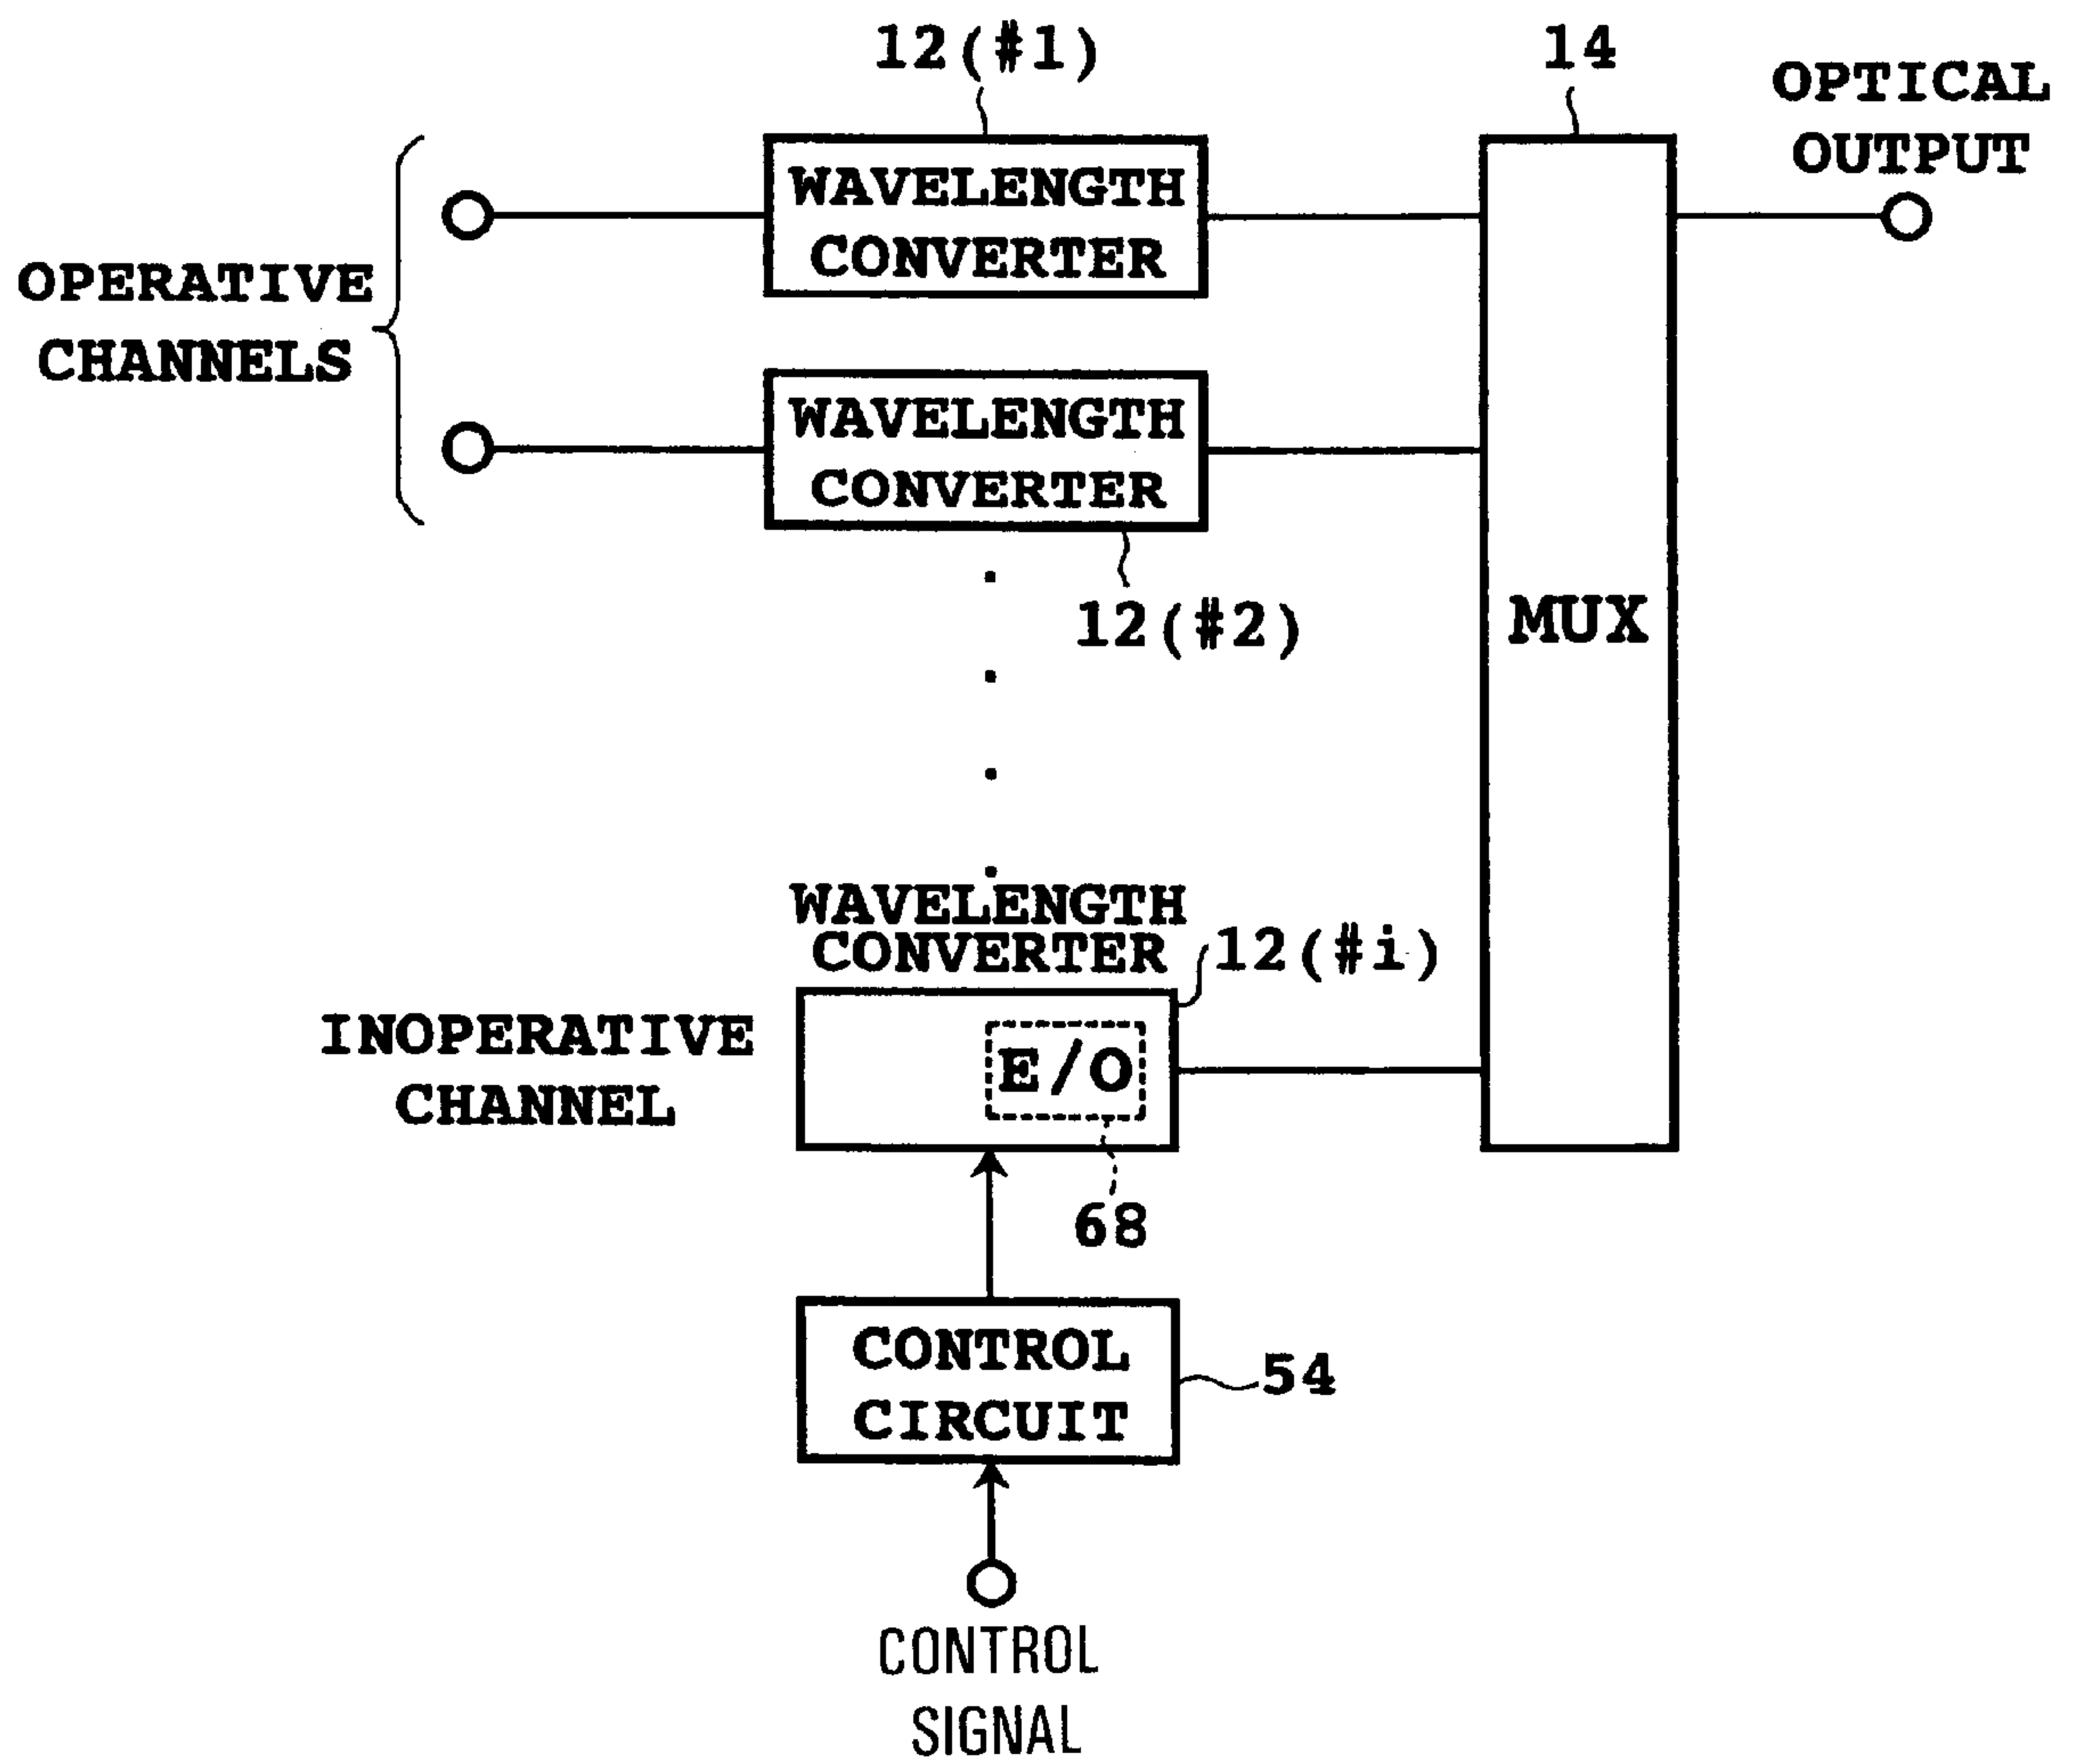 12(#1)
14
OPTICAL
OUTPUT
WAVELENGTH
CONVERTER
OPERATIVE
CHANNELS
WAVELENGTH
CONVERTER
12(#2)
MUX
WAVELENGTH
CONVERTER
12(#i)
INOPERATIVE
CHANNEL
E/O
68
CONTROL
CIRCUIT
54
CONTROL
SIGNAL